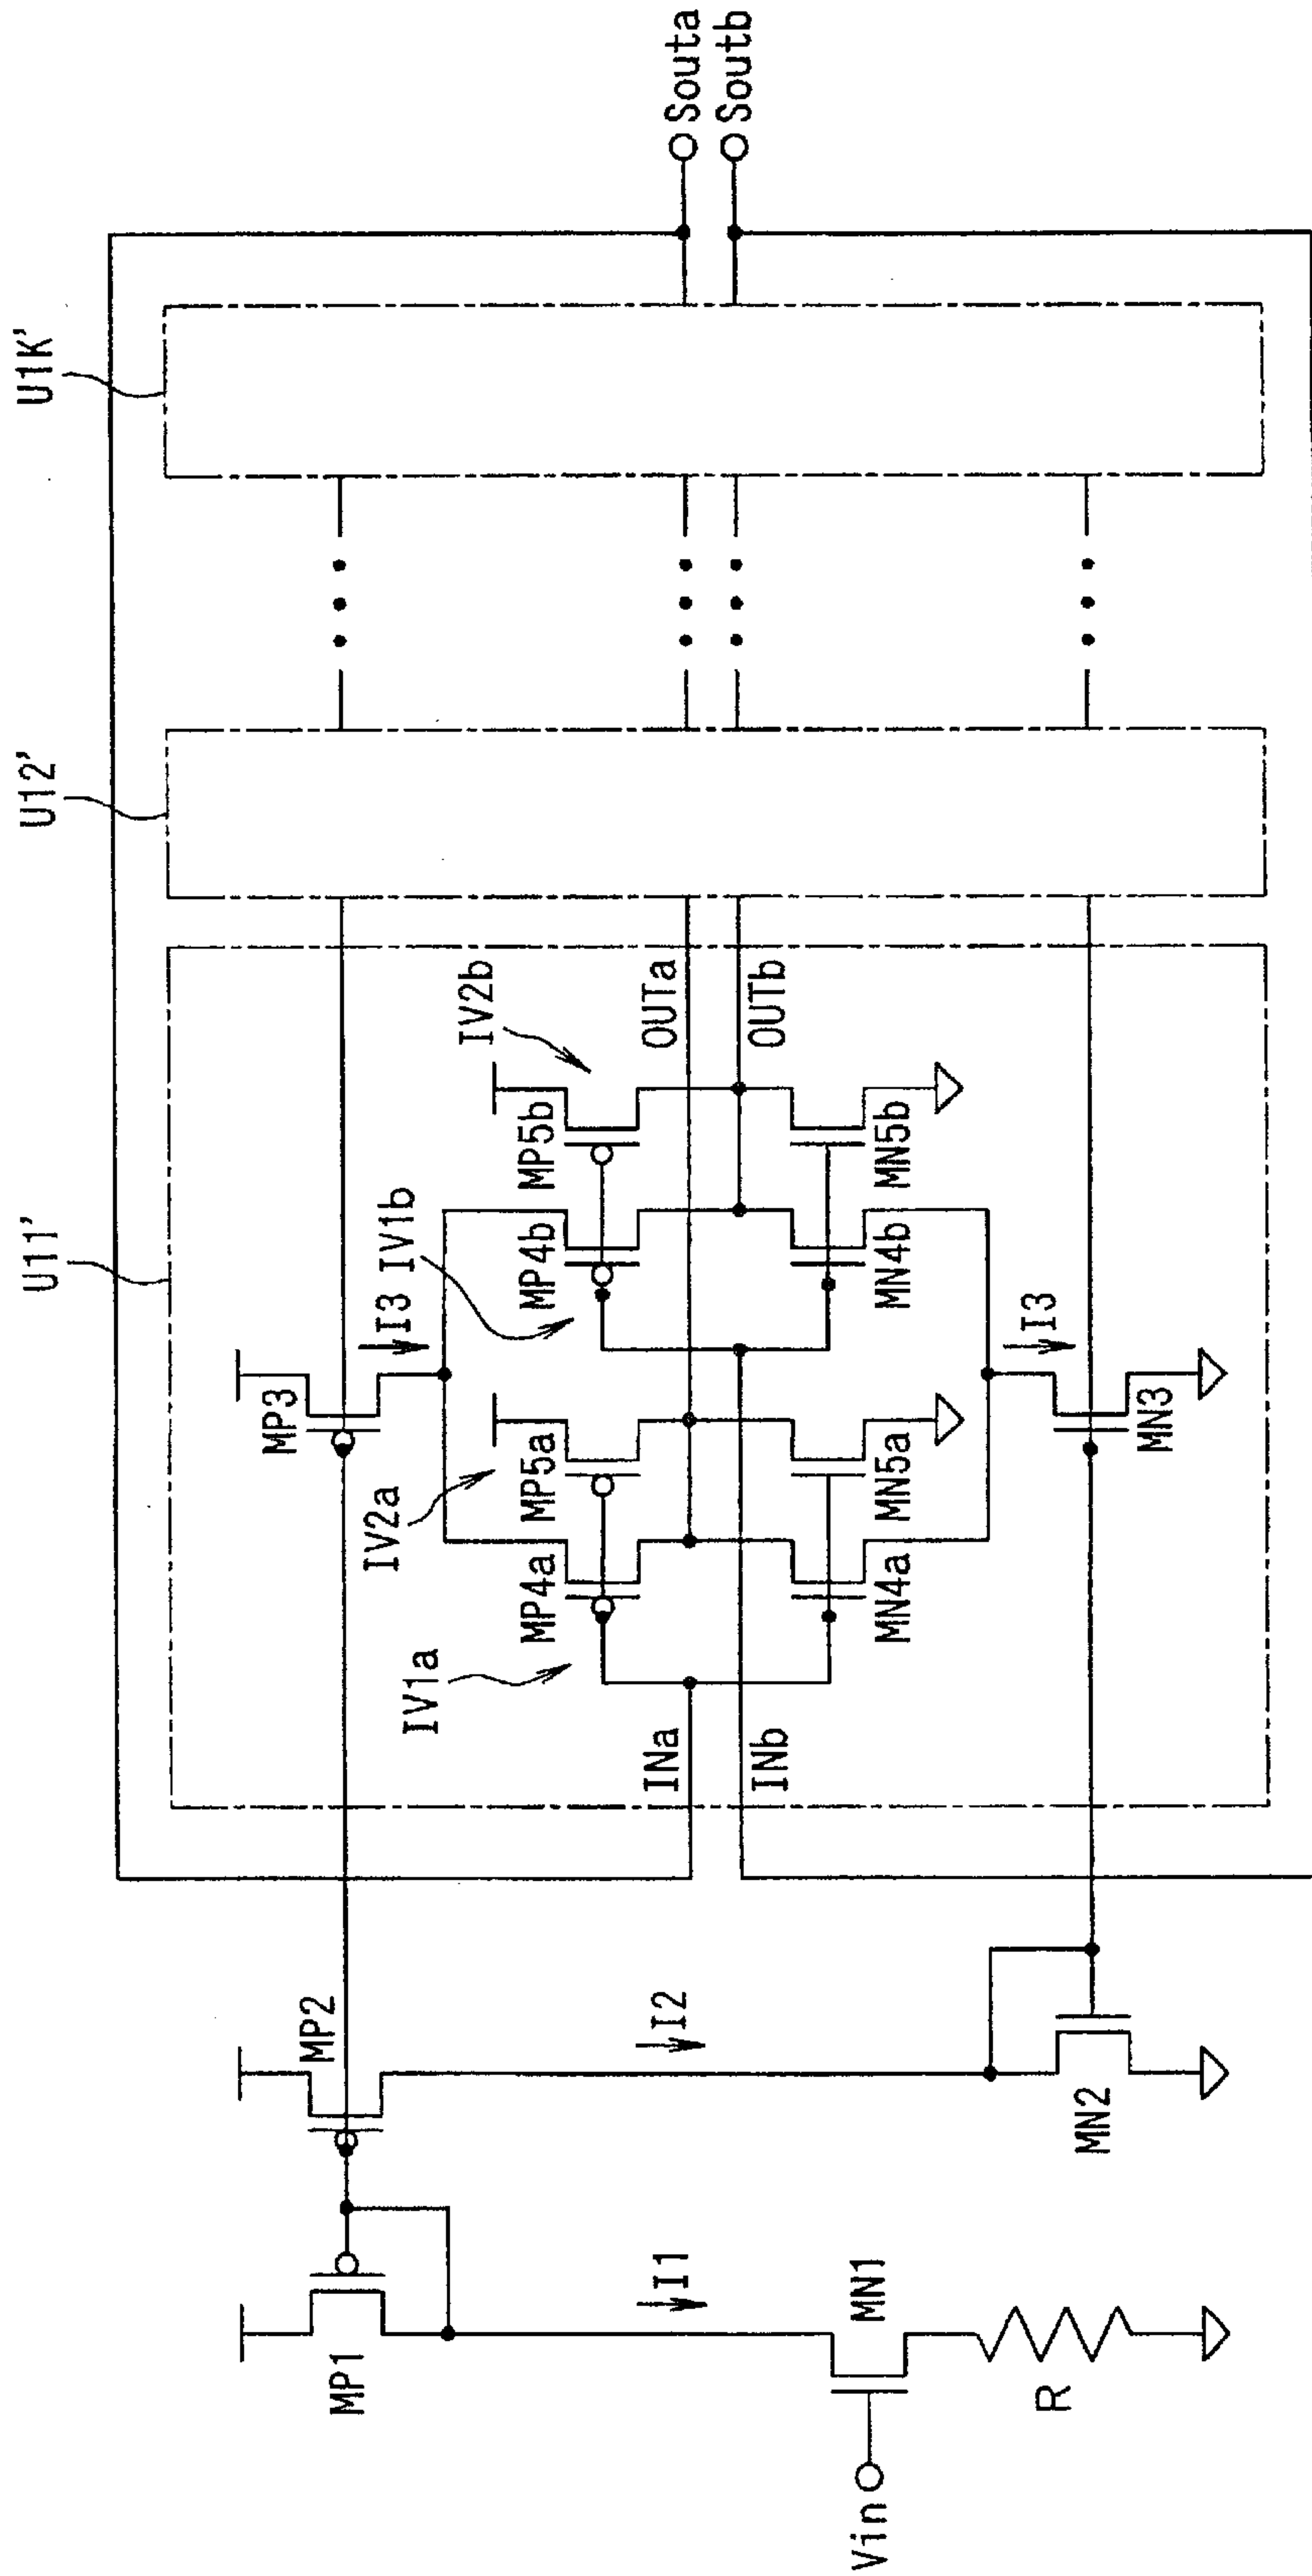 U11'
U12'
U1K'
MP1
MP2
MP3
I3
I3
IV1a
IV2a
IV1b
IV2b
MP4a
MP5a
MP4b
MP5b
INa
INb
OUTa
OUTb
Souta
Soutb
MN4a
MN5a
MN4b
MN5b
MN3
I1
I2
Vin
MN1
MN2
R